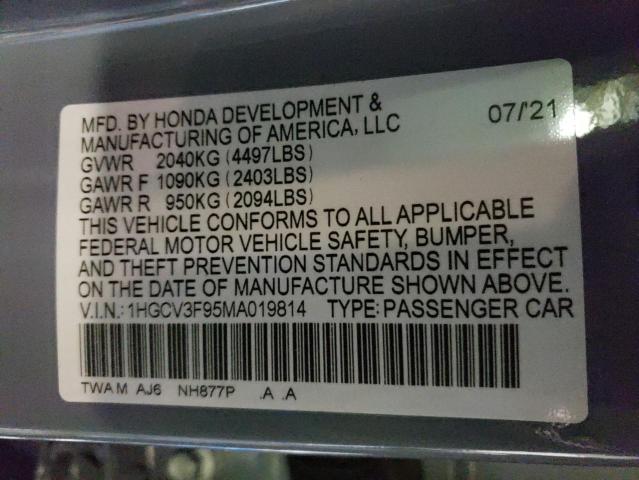 MFD. BY HONDA DEVELOPMENT & 07/'21
MANUFACTURING OF AMERICA, LLC
GVWR 2040KG (4497LBS)
GAWR F 1090KG (2403LBS)
GAWR R 950KG (2094LBS)
THIS VEHICLE CONFORMS TO ALL APPLICABLE
FEDERAL MOTOR VEHICLE SAFETY, BUMPER,
AND THEFT PREVENTION STANDARDS IN EFFECT
ON THE DATE OF MANUFACTURE SHOWN ABOVE.
V.I.N.: 1HGCV3F95MA019814 TYPE: PASSENGER CAR
TWA M AJ6 NH877P .A .A